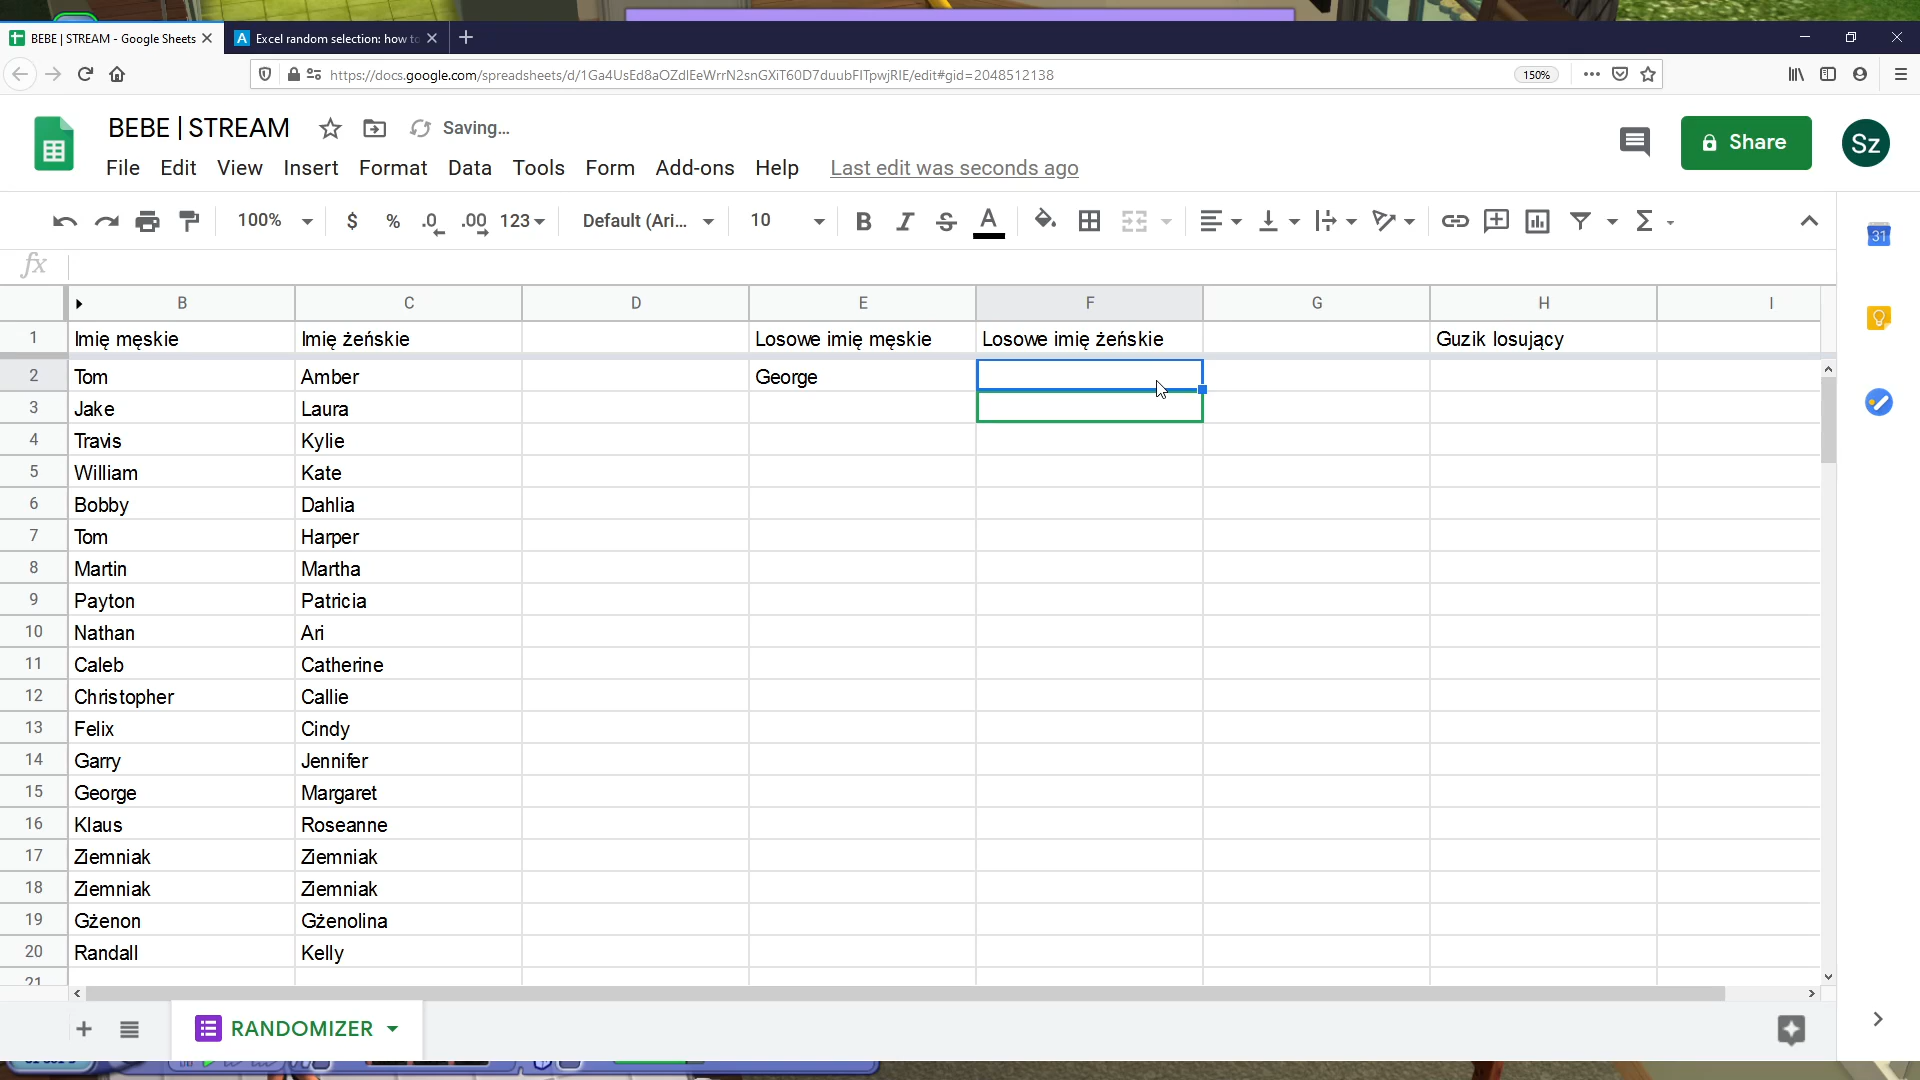 BEBE | STREAM - Google Sheets
Excel random selection: how to
https://docs.google.com/spreadsheets/d/1Ga4UsEd8aOZdlEeWrrN2snGXiT60D7duubFITpwjRIE/edit#gid=2048512138
150%
BEBE | STREAM
Saving...
Share
Sz
File Edit View Insert Format Data Tools Form Add-ons Help Last edit was seconds ago
100% $ % .0 .00 123 Default (Ari... 10 B I S A
31
fx
B C D E F G H I
1 Imię męskie Imię żeńskie Losowe imię męskie Losowe imię żeńskie Guzik losujący
2 Tom Amber George
3 Jake Laura
4 Travis Kylie
5 William Kate
6 Bobby Dahlia
7 Tom Harper
8 Martin Martha
9 Payton Patricia
10 Nathan Ari
11 Caleb Catherine
12 Christopher Callie
13 Felix Cindy
14 Garry Jennifer
15 George Margaret
16 Klaus Roseanne
17 Ziemniak Ziemniak
18 Ziemniak Ziemniak
19 Gżenon Gżenolina
20 Randall Kelly
21
RANDOMIZER